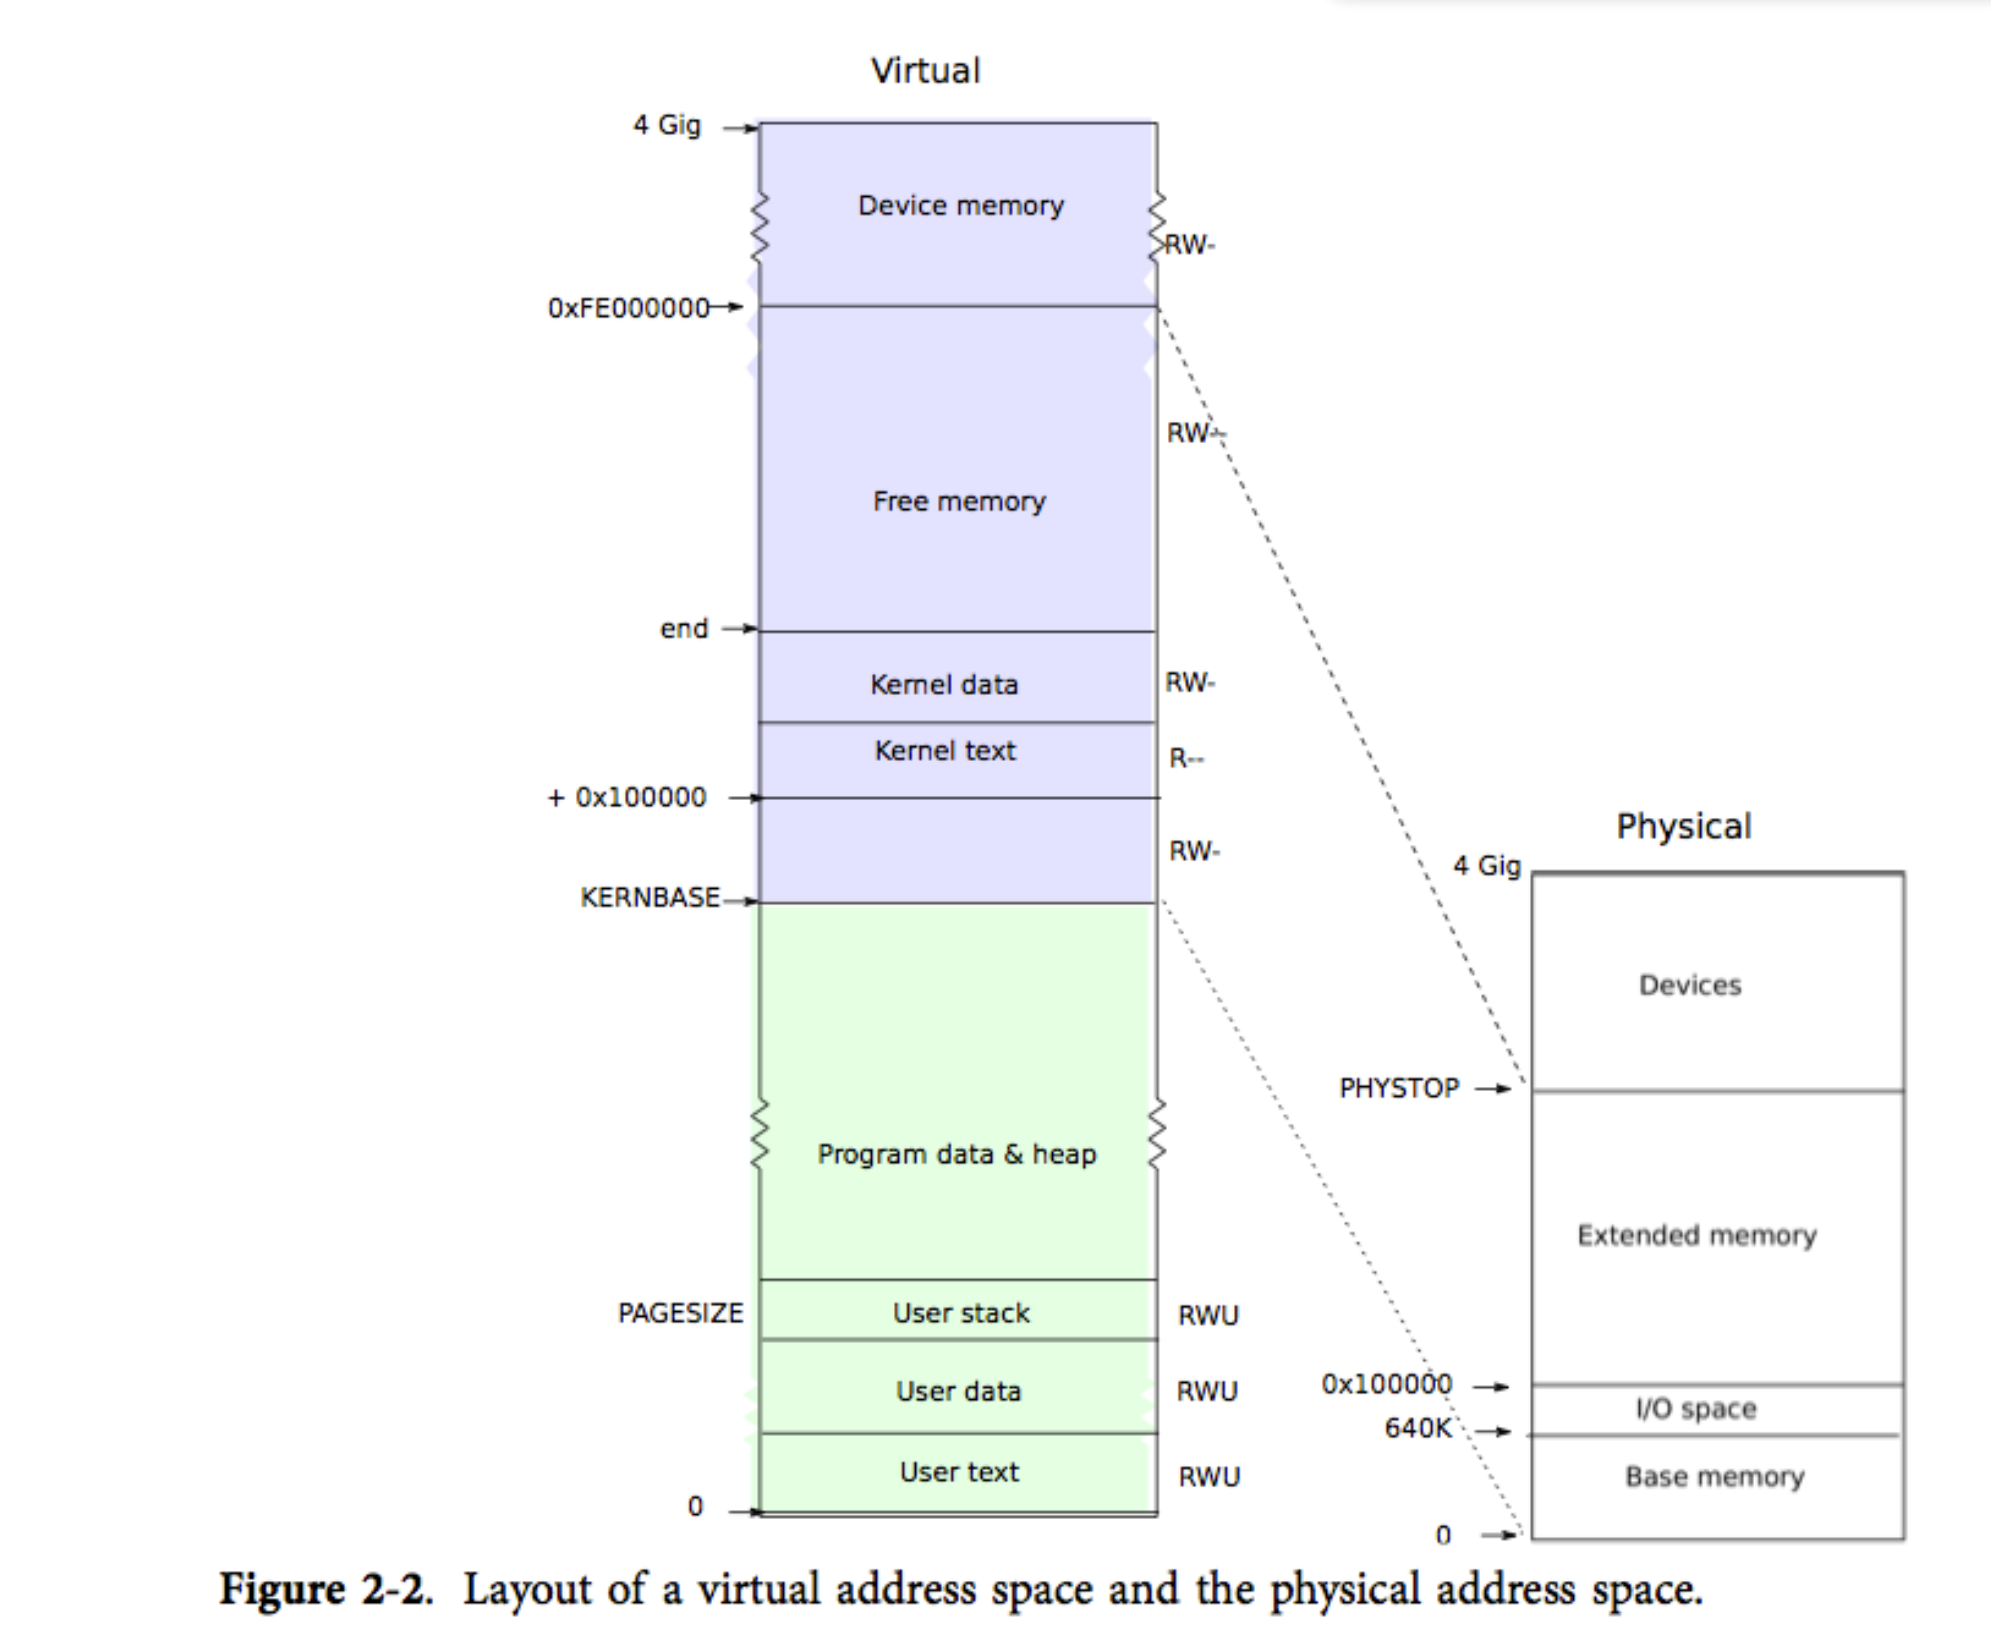 Virtual
4 Gig
Device memory
RW-
0xFE000000
RW--
Free memory
end
Kernel data
RW-
Kernel text
R--
+ 0x100000
RW-
KERNBASE
Program data & heap
PAGESIZE
User stack
RWU
User data
RWU
User text
RWU
0
Physical
4 Gig
Devices
PHYSTOP
Extended memory
0x100000
I/O space
640K
Base memory
0
Figure 2-2. Layout of a virtual address space and the physical address space.